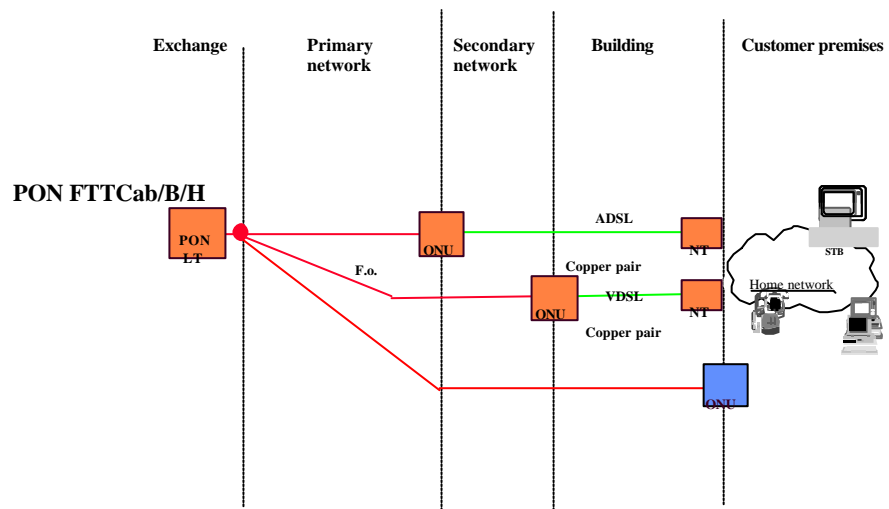 Exchange
Primary
network
Secondary
network
Building
Customer premises
PON FTTCab/B/H
PON
LT
ONU
ADSL
NT
STB
F.o.
Copper pair
Home network
ONU
VDSL
NT
Copper pair
ONU